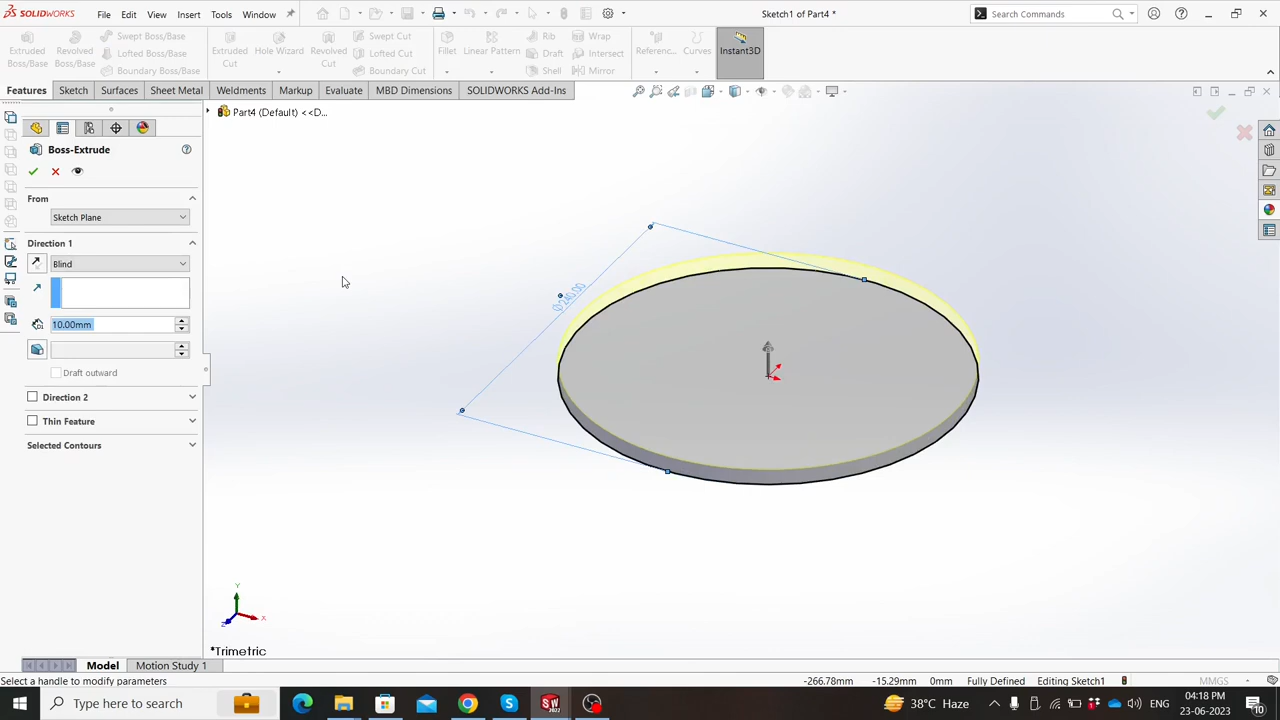 SOLIDWORKS File Edit View Insert Tools Window Sketch1 of Part4 * Search Commands
Extruded Boss/Base
Revolved Boss/Base
Swept Boss/Base
Lofted Boss/Base
Boundary Boss/Base
Extruded Cut
Hole Wizard
Revolved Cut
Swept Cut
Lofted Cut
Boundary Cut
Fillet
Linear Pattern
Rib
Draft
Shell
Wrap
Intersect
Mirror
Referenc...
Curves
Instant3D
Features Sketch Surfaces Sheet Metal Weldments Markup Evaluate MBD Dimensions SOLIDWORKS Add-Ins
Part4 (Default) <<D...
Boss-Extrude
From
Sketch Plane
Direction 1
Blind
10.00mm
Draft outward
Direction 2
Thin Feature
Selected Contours
Ø240.00
Y
X
Z
*Trimetric
Model Motion Study 1
Select a handle to modify parameters -266.78mm -15.29mm 0mm Fully Defined Editing Sketch1 MMGS
Type here to search
SW
2022
38°C Haze
04:18 PM
23-06-2023
10